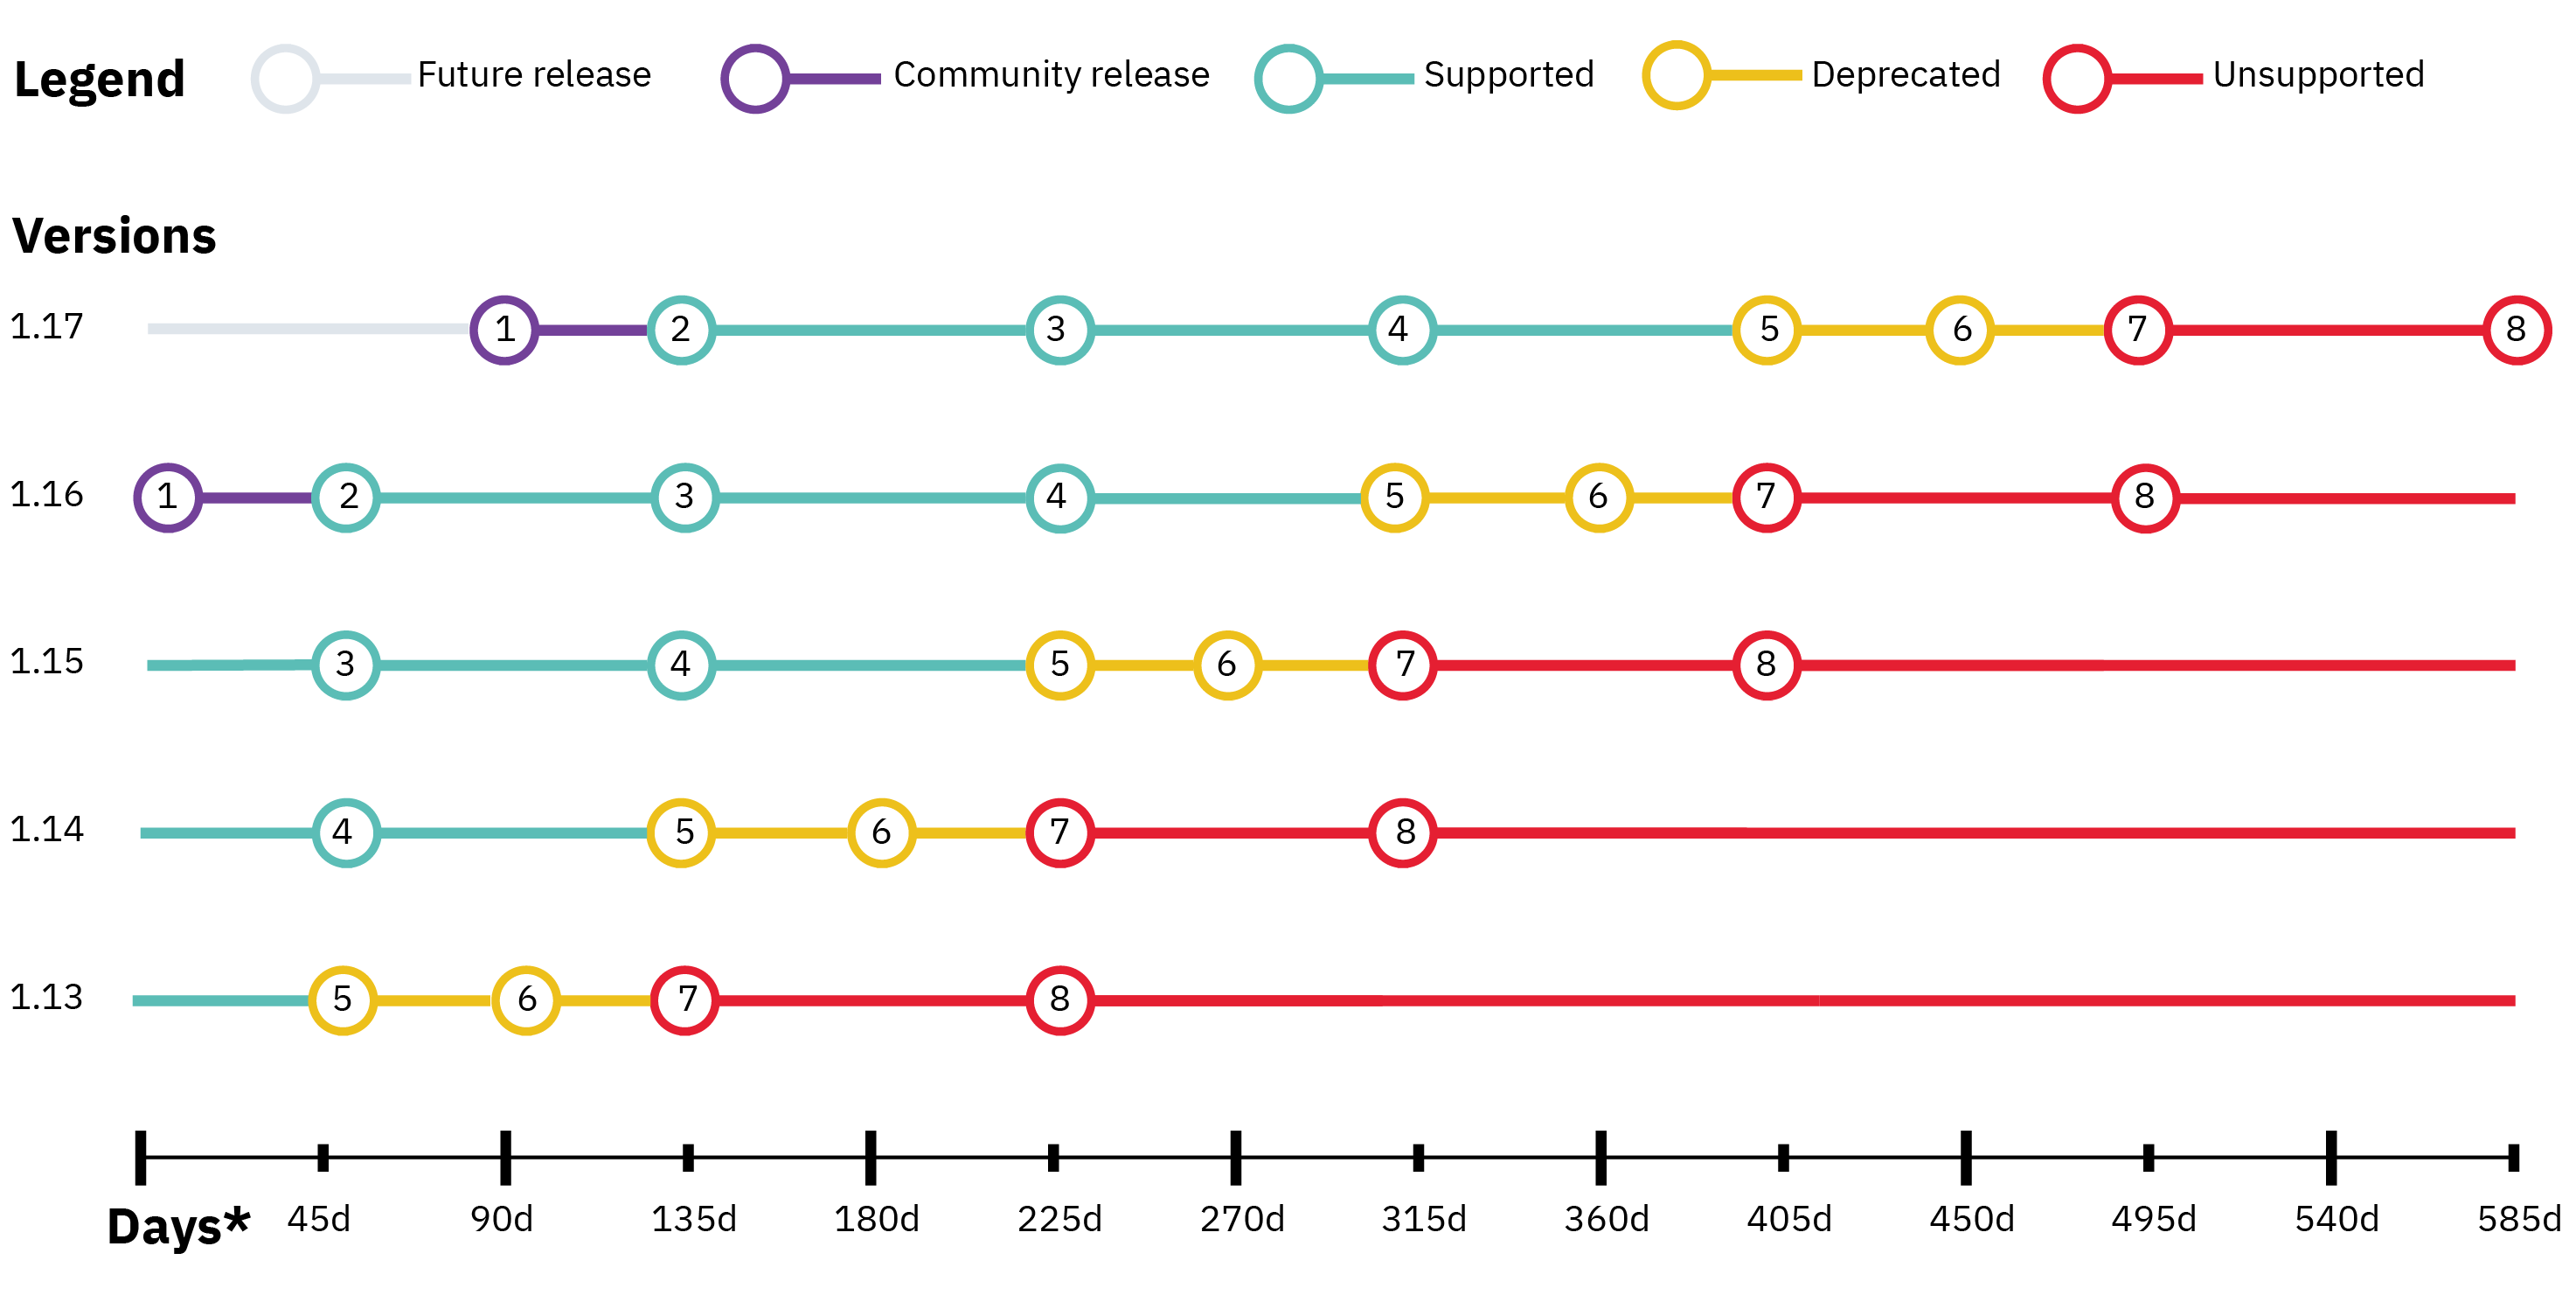 Legend Future release Community release Supported Deprecated Unsupported
Versions
1.17 1 2 3 4 5 6 7 8
1.16 1 2 3 4 5 6 7 8
1.15 3 4 5 6 7 8
1.14 4 5 6 7 8
1.13 5 6 7 8
Days* 45d 90d 135d 180d 225d 270d 315d 360d 405d 450d 495d 540d 585d